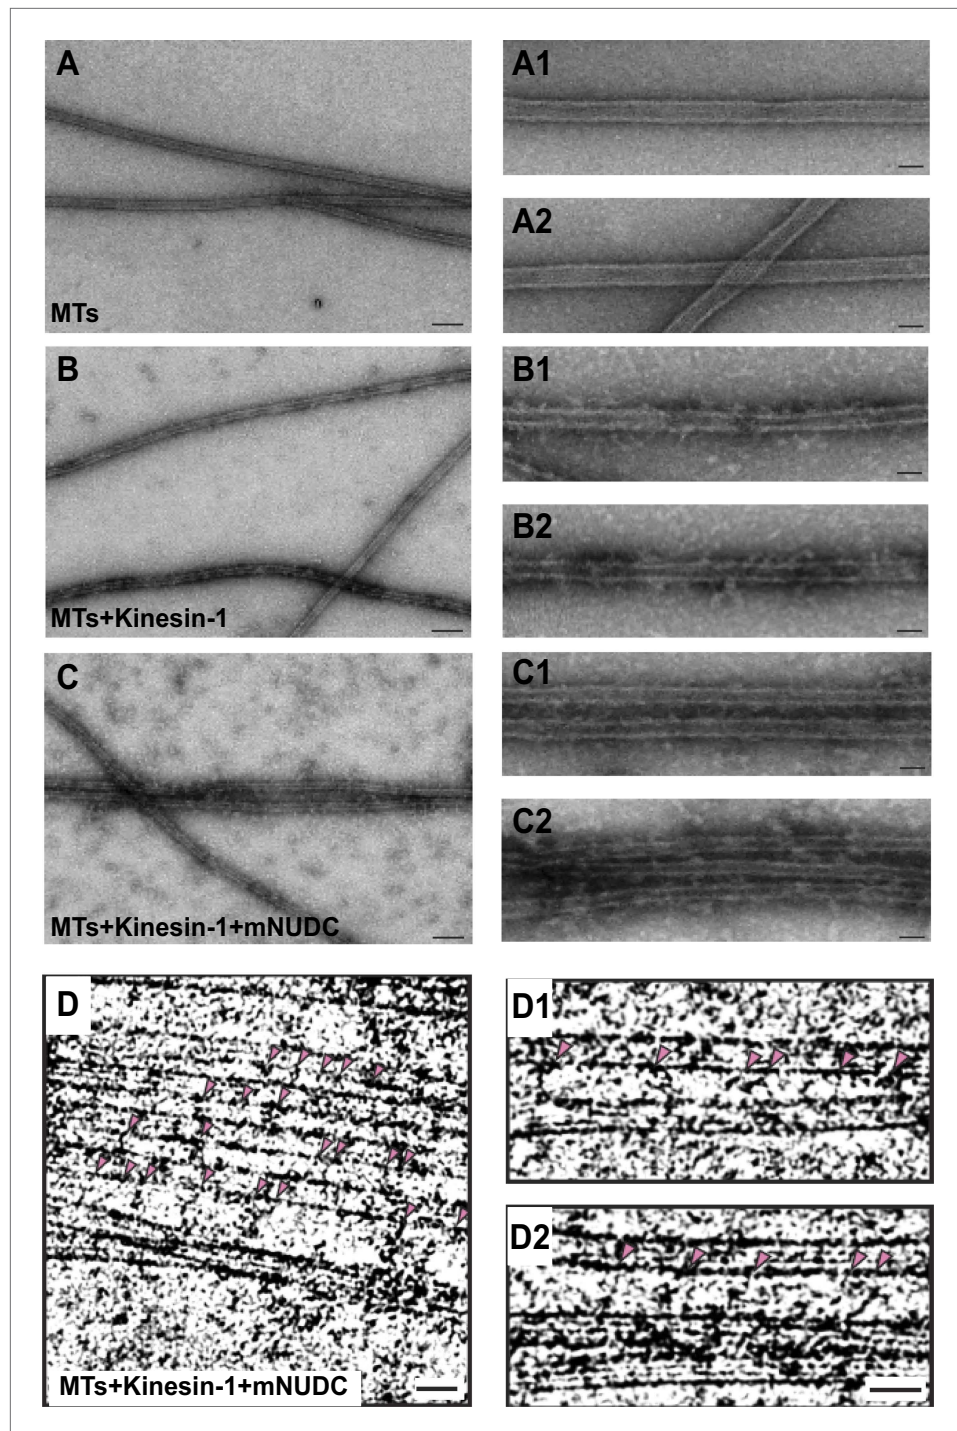 A
A1
A2
MTs
B
B1
B2
MTs+Kinesin-1
C
C1
C2
MTs+Kinesin-1+mNUDC
D
D1
D2
MTs+Kinesin-1+mNUDC